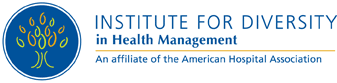 INSTITUTE FOR DIVERSITY
in Health Management
An affiliate of the American Hospital Association